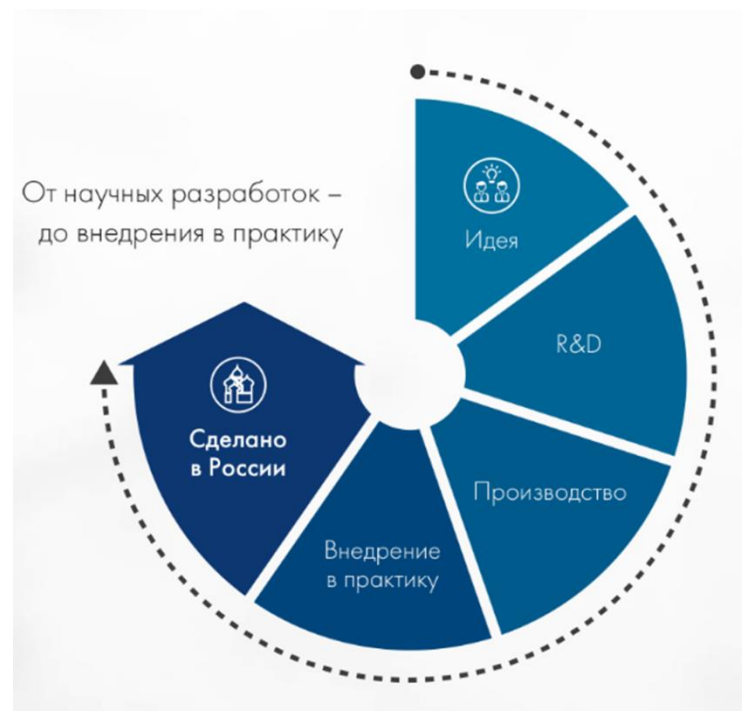 От научных разработок –
до внедрения в практику
Идея
R&D
Производство
Внедрение
в практику
Сделано
в России